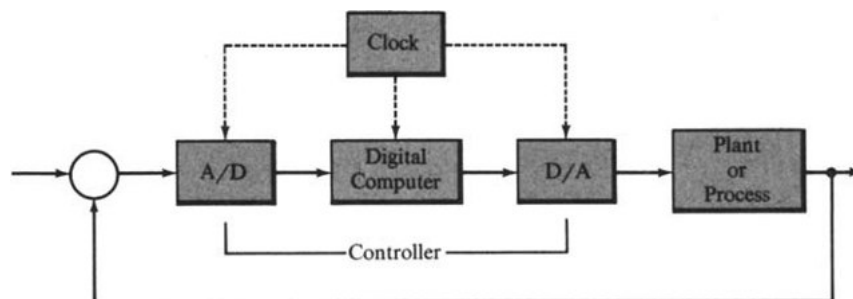 Clock
A/D
Digital
Computer
D/A
Plant
or
Process
Controller